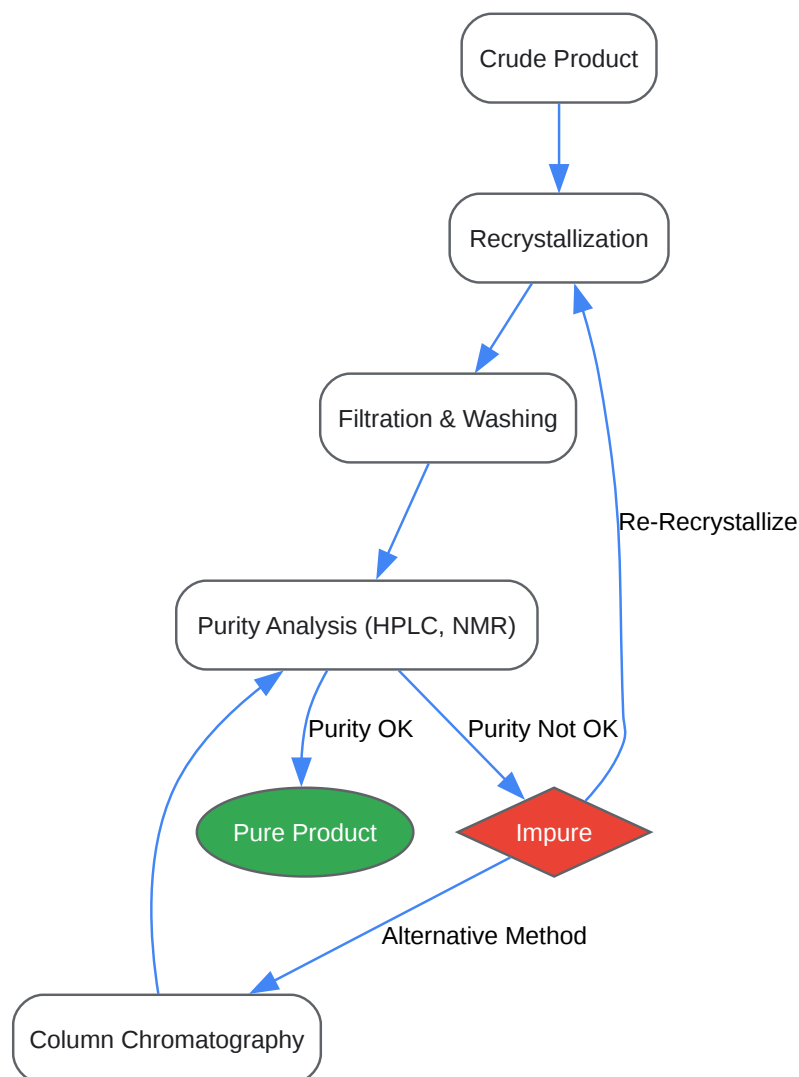 Crude Product
Recrystallization
Filtration & Washing
Re-Recrystallize
Purity Analysis (HPLC, NMR)
Purity OK
Purity Not OK
Pure Product
Impure
Alternative Method
Column Chromatography